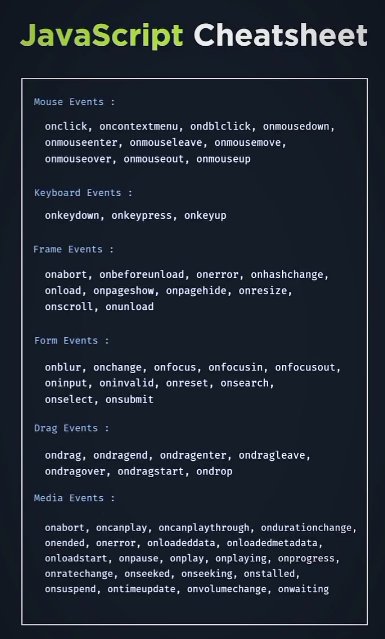 JavaScript Cheatsheet
Mouse Events :
onclick, oncontextmenu, ondblclick, onmousedown,
onmouseenter, onmouseleave, onmousemove,
onmouseover, onmouseout, onmouseup
Keyboard Events :
onkeydown, onkeypress, onkeyup
Frame Events :
onabort, onbeforeunload, onerror, onhashchange,
onload, onpageshow, onpagehide, onresize,
onscroll, onunload
Form Events :
onblur, onchange, onfocus, onfocusin, onfocusout,
oninput, oninvalid, onreset, onsearch,
onselect, onsubmit
Drag Events :
ondrag, ondragend, ondragenter, ondragleave,
ondragover, ondragstart, ondrop
Media Events :
onabort, oncanplay, oncanplaythrough, ondurationchange,
onended, onerror, onloadeddata, onloadedmetadata,
onloadstart, onpause, onplay, onplaying, onprogress,
onratechange, onseeked, onseeking, onstalled,
onsuspend, ontimeupdate, onvolumechange, onwaiting